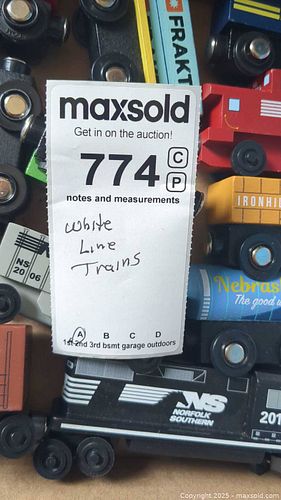 FRAKT
maxsold
Get in on the auction!
774 C
P
notes and measurements
White
Line
Trains
A B C D
1st 2nd 3rd bsmt garage outdoors
IRONHI
NS
20 06
Nebras
The good
NS
NORFOLK
SOUTHERN
201
Copyright © 2025 - maxsold.com